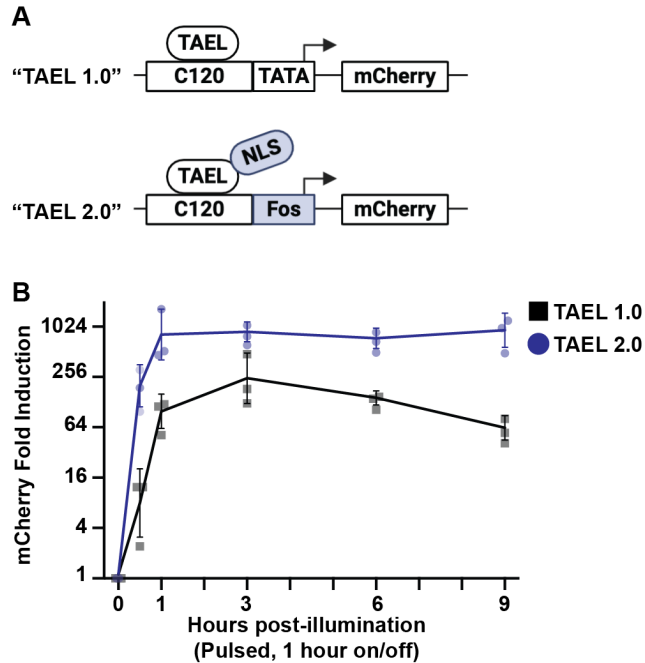 A
TAEL
“TAEL 1.0” C120 TATA mCherry
NLS
TAEL
“TAEL 2.0” C120 Fos mCherry
B
mCherry Fold Induction
1024
256
64
16
4
1
0 1 3 6 9
Hours post-illumination
(Pulsed, 1 hour on/off)
TAEL 1.0
TAEL 2.0